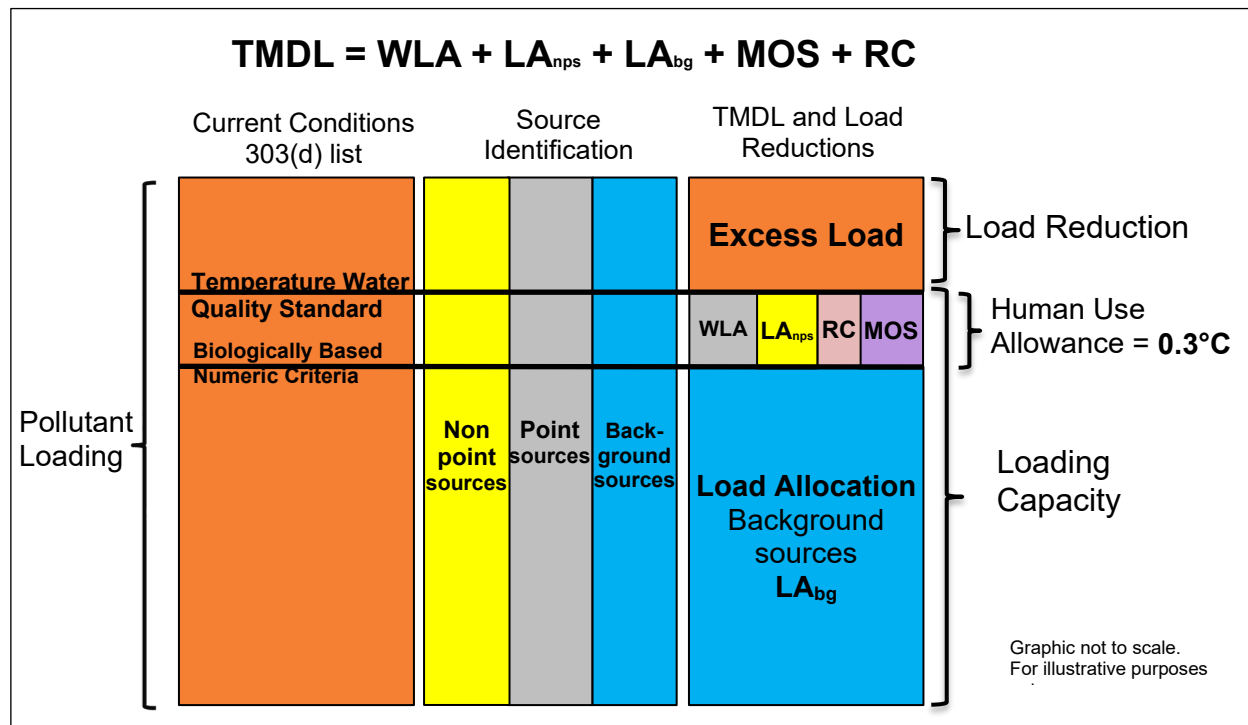 TMDL = WLA + LAnps + LAbg + MOS + RC
Current Conditions
303(d) list
Source
Identification
TMDL and Load
Reductions
Pollutant
Loading
Temperature Water
Quality Standard
Biologically Based
Numeric Criteria
Non
point
sources
Point
sources
Back-
ground
sources
Excess Load
WLA
LAnps
RC
MOS
Load Allocation
Background
sources
LAbg
Load Reduction
Human Use
Allowance = 0.3°C
Loading
Capacity
Graphic not to scale.
For illustrative purposes